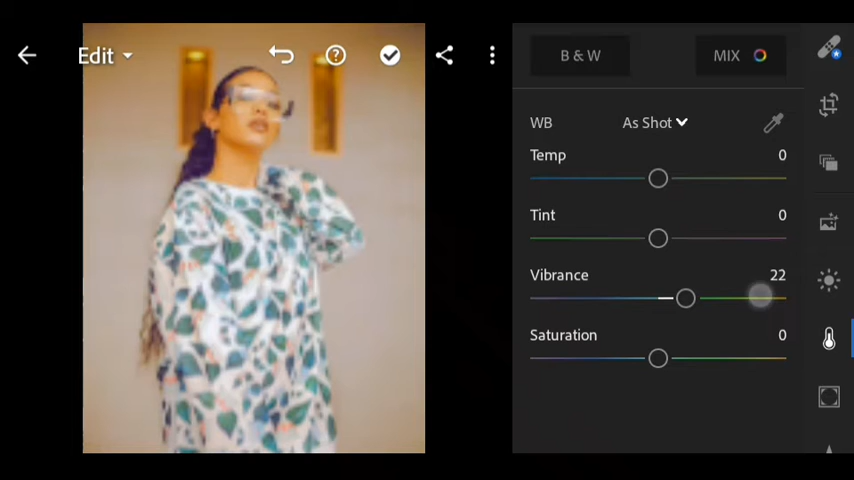 Edit
B & W
MIX
WB
As Shot
Temp
0
Tint
0
Vibrance
22
Saturation
0